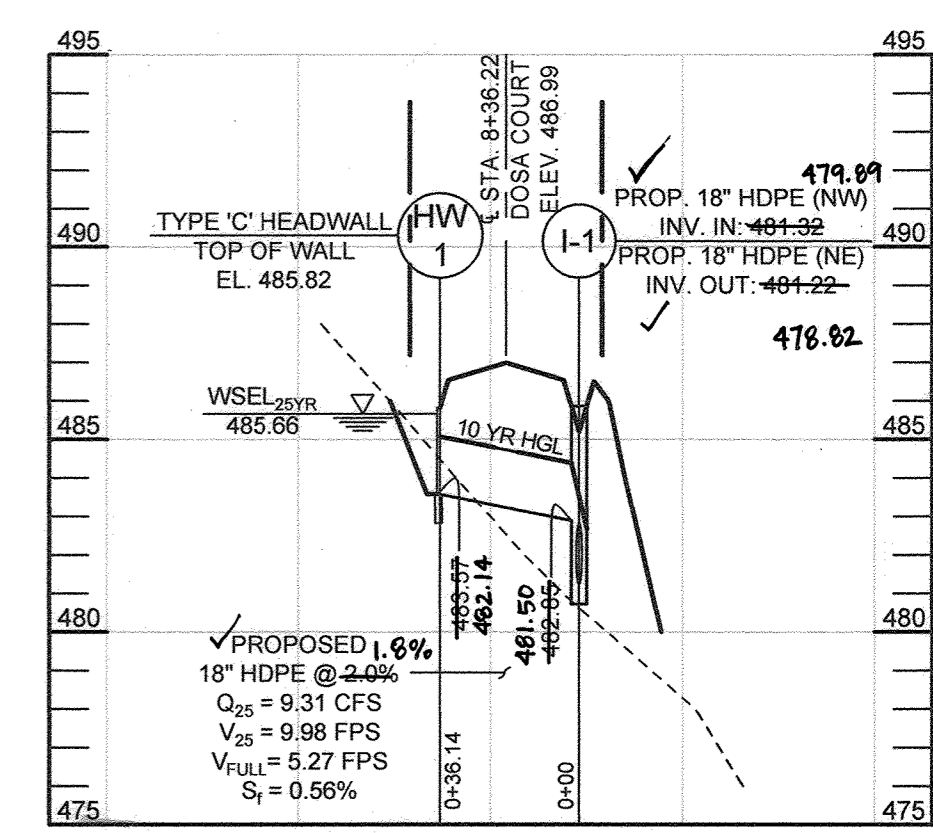 495
495
℄ STA. 8+36.22
DOSA COURT
ELEV. 486.99
479.89
PROP. 18" HDPE (NW)
INV. IN: 481.32
PROP. 18" HDPE (NE)
INV. OUT: 481.22
478.82
TYPE 'C' HEADWALL
TOP OF WALL
EL. 485.82
HW
1
I-1
490
490
WSEL25YR
485.66
485
485
10 YR HGL
483.57
482.14
481.50
482.85
480
480
PROPOSED 1.8%
18" HDPE @ 2.0%
Q25 = 9.31 CFS
V25 = 9.98 FPS
VFULL = 5.27 FPS
Sf = 0.56%
0+36.14
0+00
475
475